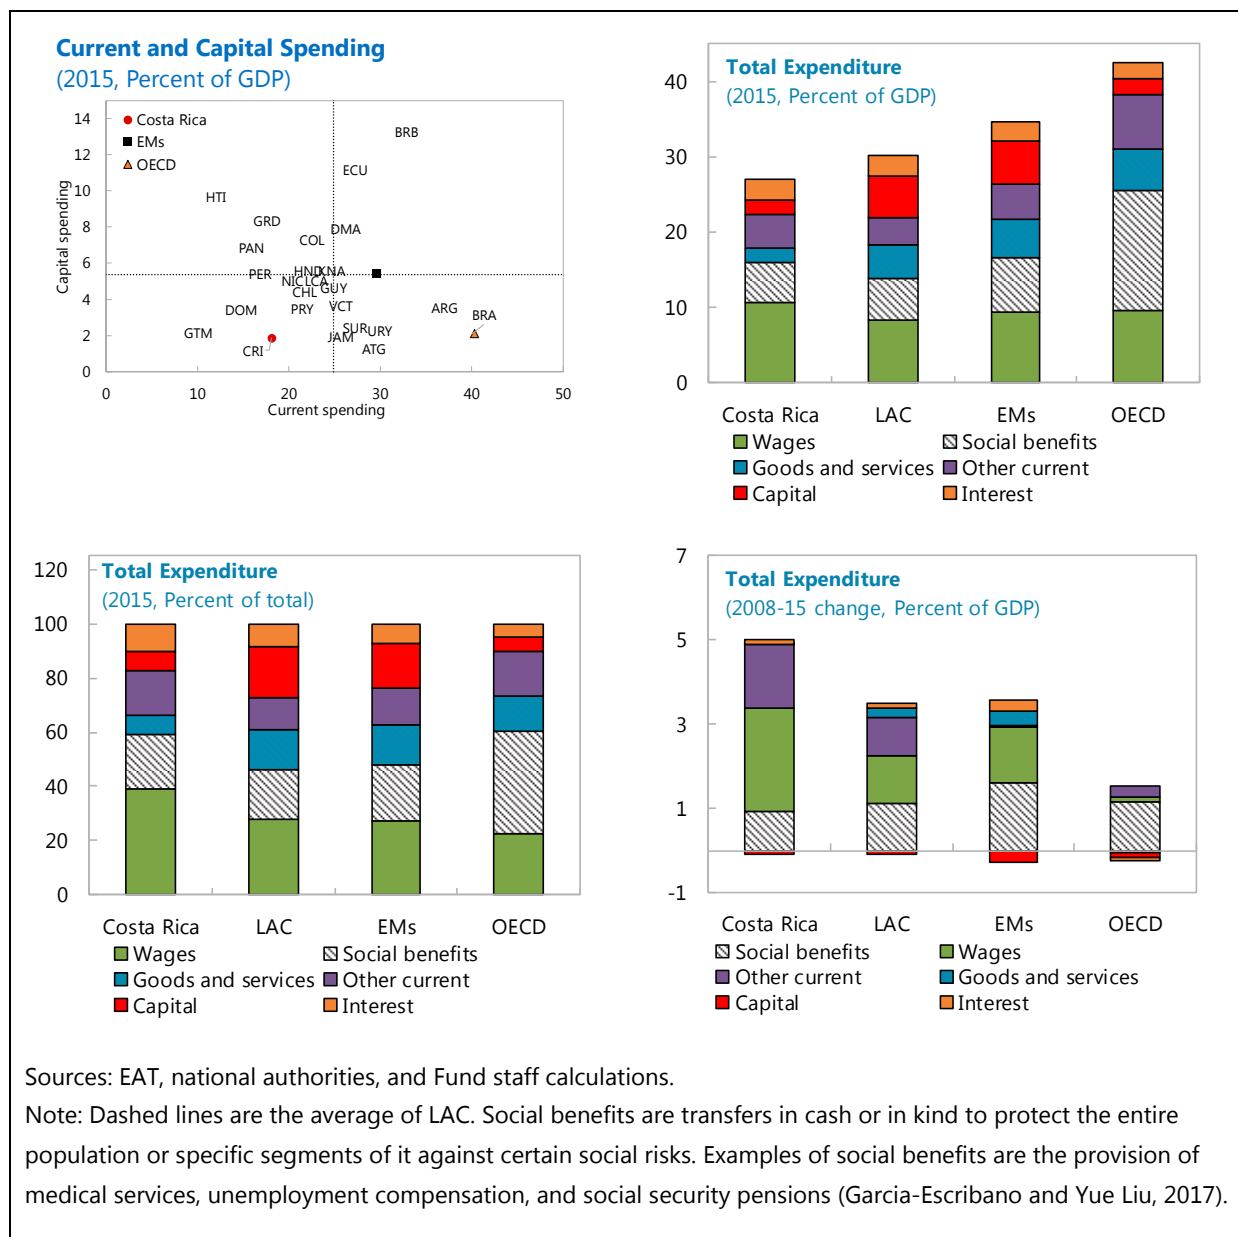 Current and Capital Spending
(2015, Percent of GDP)
Capital spending
14
12
10
8
6
4
2
0
Costa Rica
EMs
OECD
BRB
ECU
HTI
GRD
DMA
COL
PAN
PER
HND
KNA
NIC
LCA
GUY
CHL
VCT
PRY
DOM
ARG
BRA
GTM
SUR
URY
JAM
CRI
ATG
0 10 20 30 40 50
Current spending
Total Expenditure
(2015, Percent of GDP)
40
30
20
10
0
Costa Rica LAC EMs OECD
Wages Social benefits
Goods and services Other current
Capital Interest
Total Expenditure
(2015, Percent of total)
120
100
80
60
40
20
0
Costa Rica LAC EMs OECD
Wages Social benefits
Goods and services Other current
Capital Interest
7
Total Expenditure
(2008-15 change, Percent of GDP)
5
3
1
-1
Costa Rica LAC EMs OECD
Social benefits Wages
Other current Goods and services
Capital Interest
Sources: EAT, national authorities, and Fund staff calculations.
Note: Dashed lines are the average of LAC. Social benefits are transfers in cash or in kind to protect the entire
population or specific segments of it against certain social risks. Examples of social benefits are the provision of
medical services, unemployment compensation, and social security pensions (Garcia-Escribano and Yue Liu, 2017).